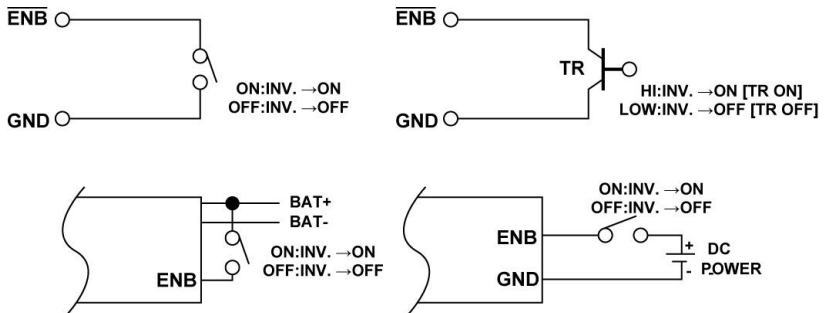 ENB
GND
ON:INV. →ON
OFF:INV. →OFF
ENB
TR
HI:INV. →ON [TR ON]
LOW:INV. →OFF [TR OFF]
GND
BAT+
BAT-
ON:INV. →ON
OFF:INV. →OFF
ENB
ON:INV. →ON
OFF:INV. →OFF
ENB
GND
+
-
DC
POWER